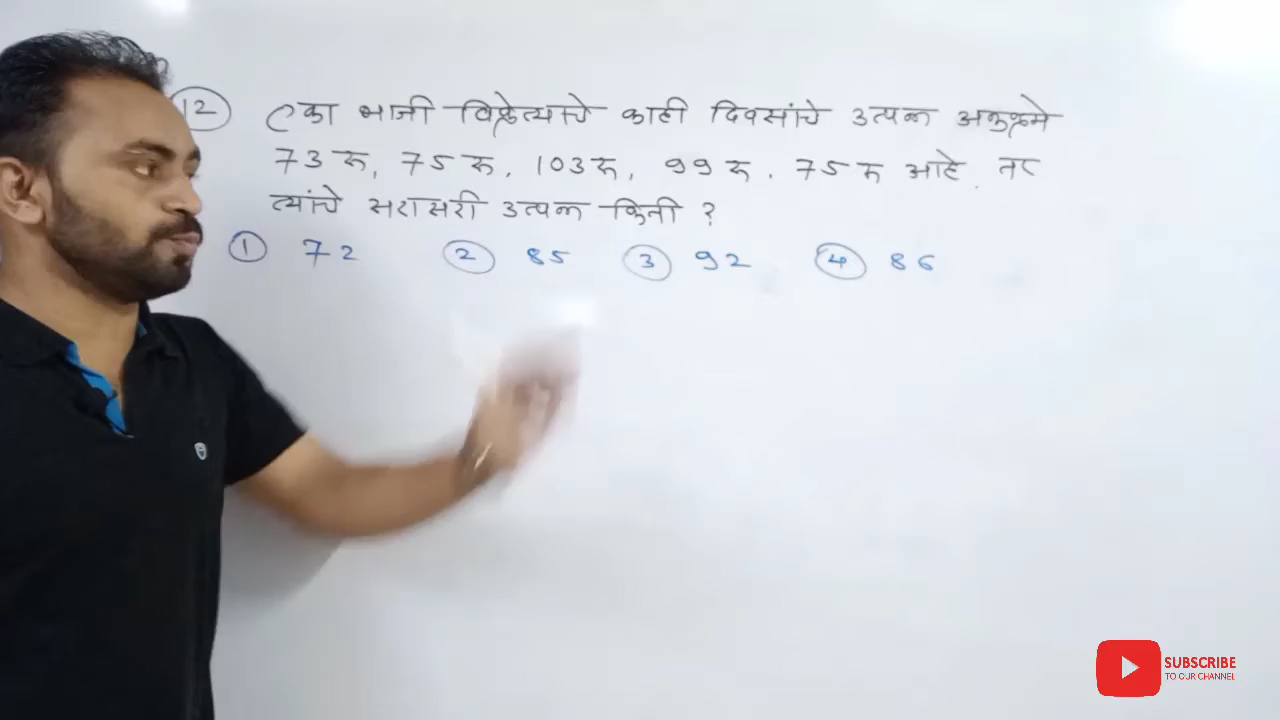 12 एका भाजी विक्रेत्याचे काही दिवसांचे उत्पन्न अनुक्रमे
73 रु, 75 रु, 103 रु, 99 रु, 75 रु आहे. तर
त्यांचे सरासरी उत्पन्न किती ?
1 72 2 85 3 92 4 86
SUBSCRIBE
TO OUR CHANNEL